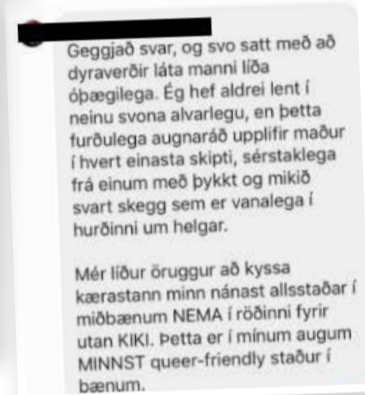 Geggjað svar, og svo satt með að
dyraverðir láta manni líða
óþægilega. Ég hef aldrei lent í
neinu svona alvarlegu, en þetta
furðulega augnaráð upplifir maður
í hvert einasta skipti, sérstaklega
frá einum með þykkt og mikið
svart skegg sem er vanalega í
hurðinni um helgar.

Mér líður öruggur að kyssa
kærastann minn nánast allsstaðar í
miðbænum NEMA í röðinni fyrir
utan KIKI. Þetta er í mínum augum
MINNST queer-friendly staður í
bænum.